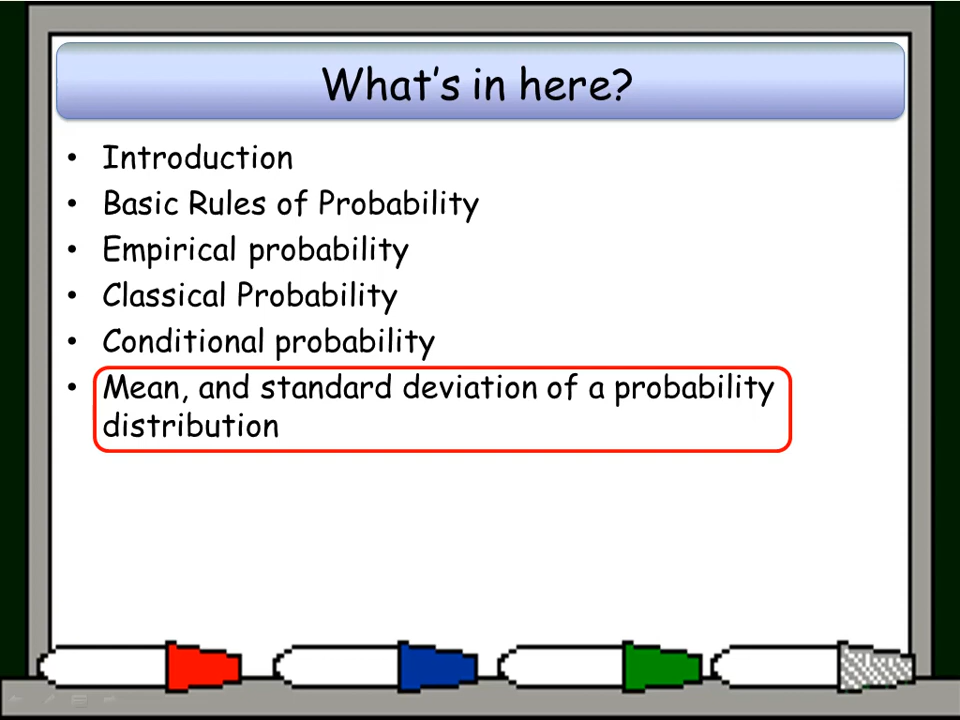 What's in here?
• Introduction
• Basic Rules of Probability
• Empirical probability
• Classical Probability
• Conditional probability
• Mean, and standard deviation of a probability
distribution